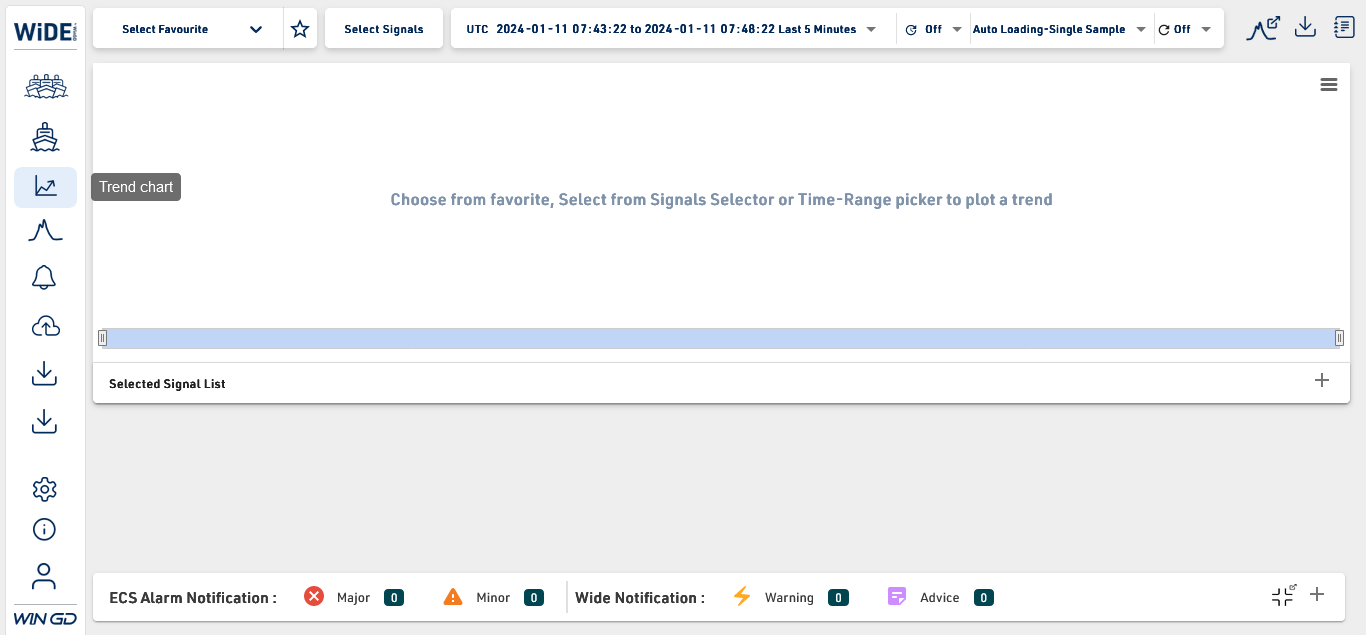 WiDE
Select Favourite
Select Signals
UTC 2024-01-11 07:43:22 to 2024-01-11 07:48:22 Last 5 Minutes
Off
Auto Loading-Single Sample
Off
Trend chart
Choose from favorite, Select from Signals Selector or Time-Range picker to plot a trend
Selected Signal List
ECS Alarm Notification : Major 0 Minor 0 Wide Notification : Warning 0 Advice 0
WIN GD